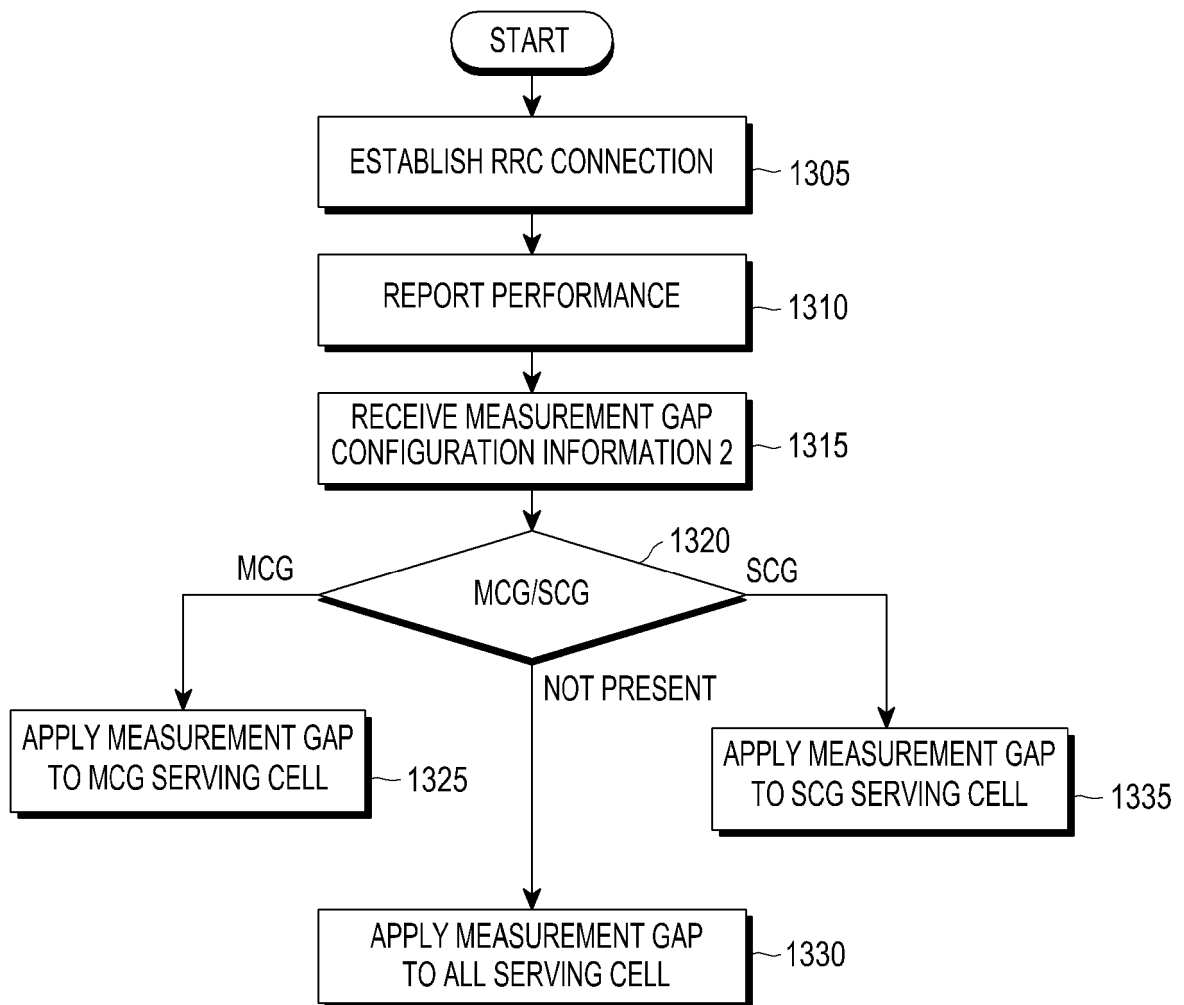 START
ESTABLISH RRC CONNECTION
1305
REPORT PERFORMANCE
1310
RECEIVE MEASUREMENT GAP
CONFIGURATION INFORMATION 2
1315
1320
MCG
MCG/SCG
SCG
NOT PRESENT
APPLY MEASUREMENT GAP
TO MCG SERVING CELL
1325
APPLY MEASUREMENT GAP
TO SCG SERVING CELL
1335
APPLY MEASUREMENT GAP
TO ALL SERVING CELL
1330